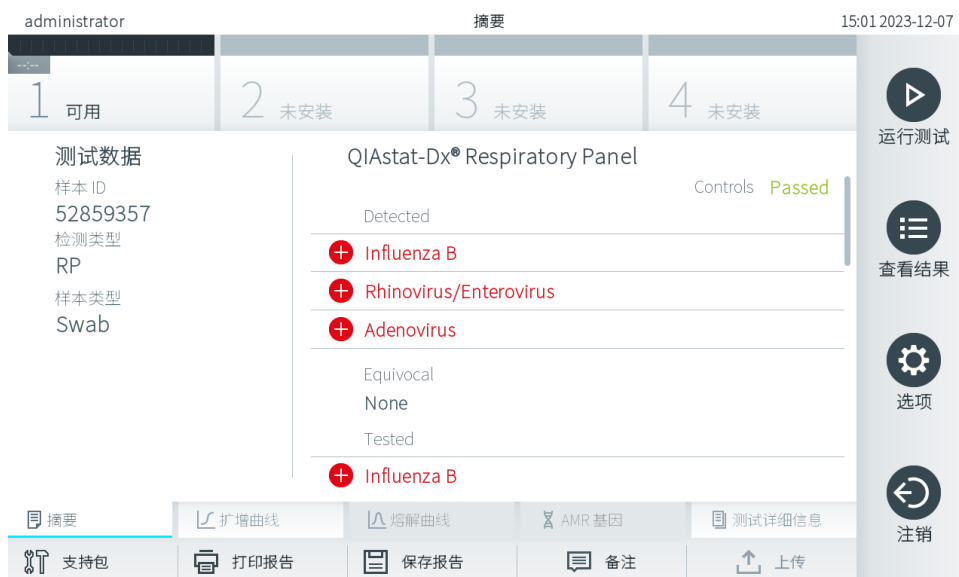 administrator
摘要
15:01 2023-12-07
--:--
1 可用
2 未安装
3 未安装
4 未安装
运行测试
查看结果
选项
注销
测试数据
样本 ID
52859357
检测类型
RP
样本类型
Swab
QIAstat-Dx® Respiratory Panel
Controls Passed
Detected
Influenza B
Rhinovirus/Enterovirus
Adenovirus
Equivocal
None
Tested
Influenza B
摘要
扩增曲线
熔解曲线
AMR 基因
测试详细信息
支持包
打印报告
保存报告
备注
上传